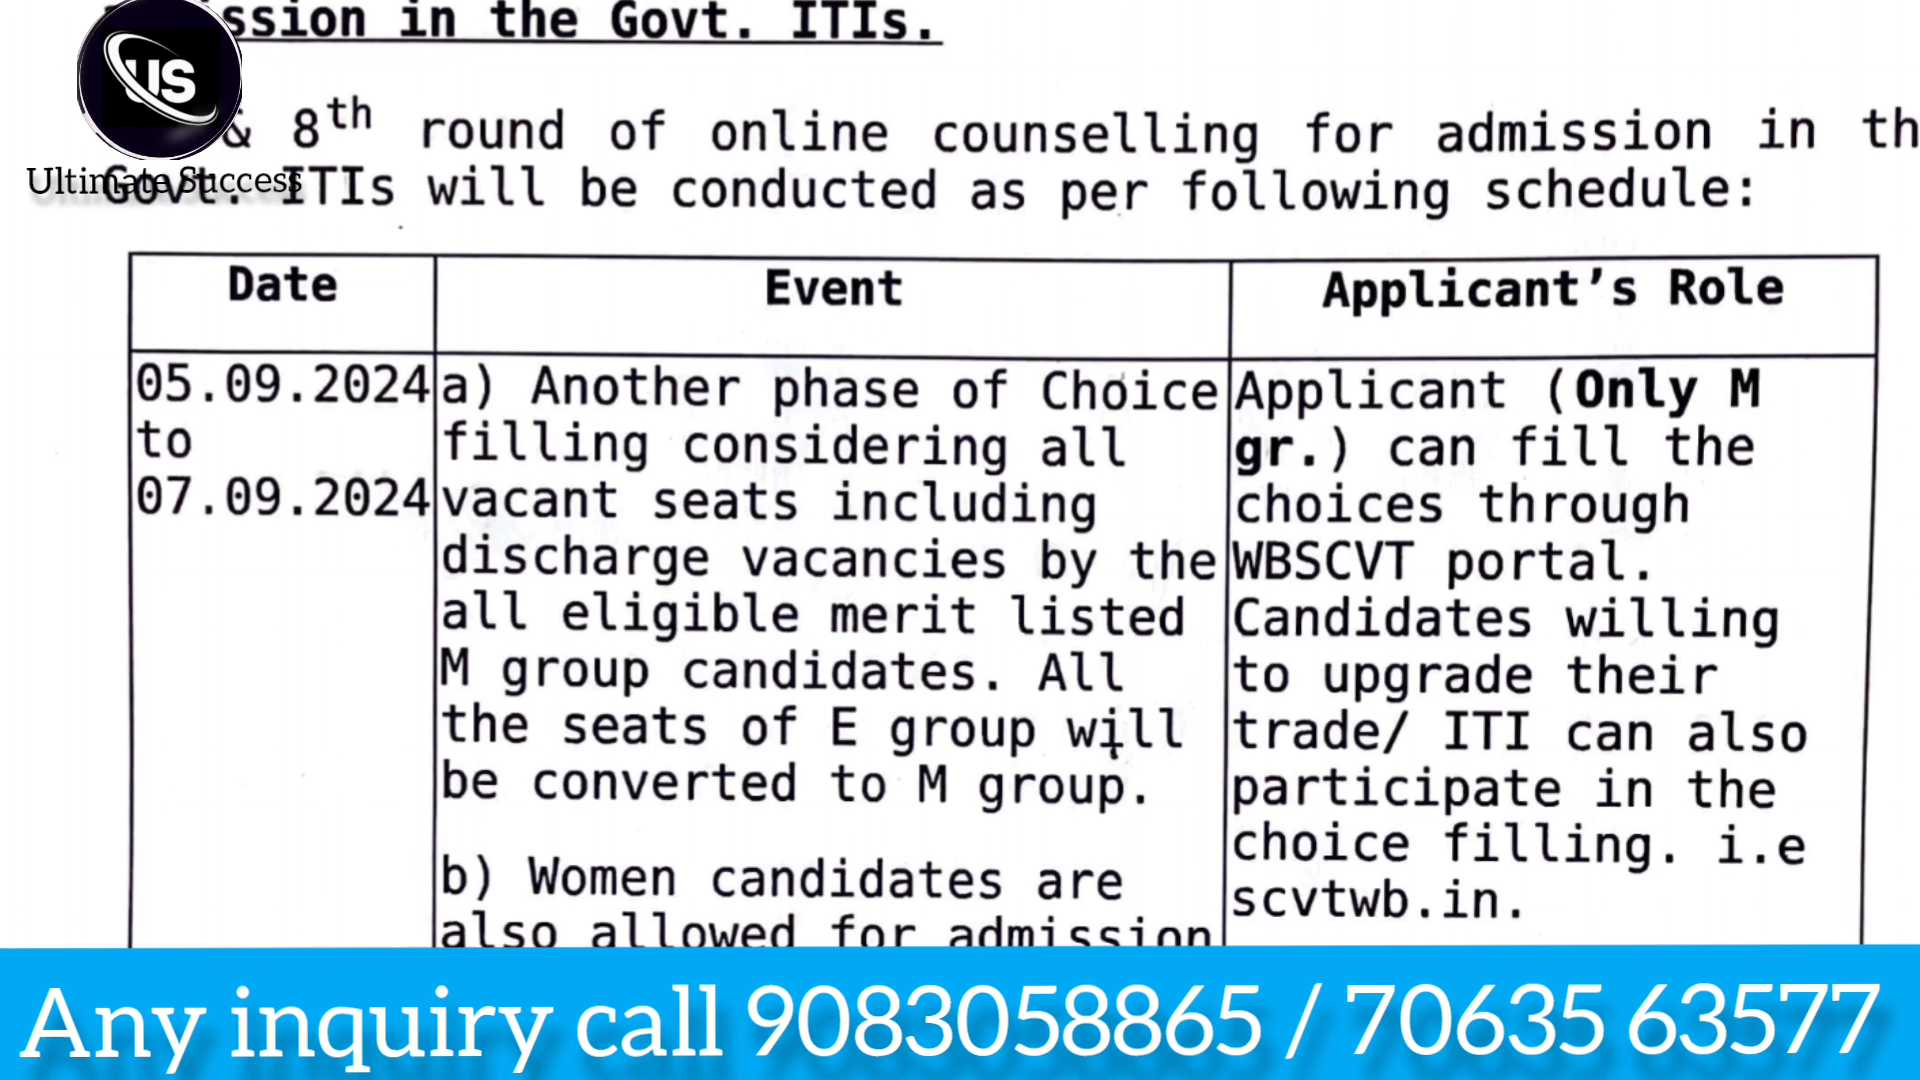 ssion in the Govt. ITIs.
US
& 8th round of online counselling for admission in th
Ultimate Success
Govt. ITIs will be conducted as per following schedule:
Date Event Applicant’s Role
05.09.2024 a) Another phase of Choice Applicant (Only M
to filling considering all gr.) can fill the
07.09.2024 vacant seats including choices through
discharge vacancies by the WBSCVT portal.
all eligible merit listed Candidates willing
M group candidates. All to upgrade their
the seats of E group will trade/ ITI can also
be converted to M group. participate in the
choice filling. i.e
b) Women candidates are scvtwb.in.
also allowed for admission
Any inquiry call 9083058865 / 70635 63577